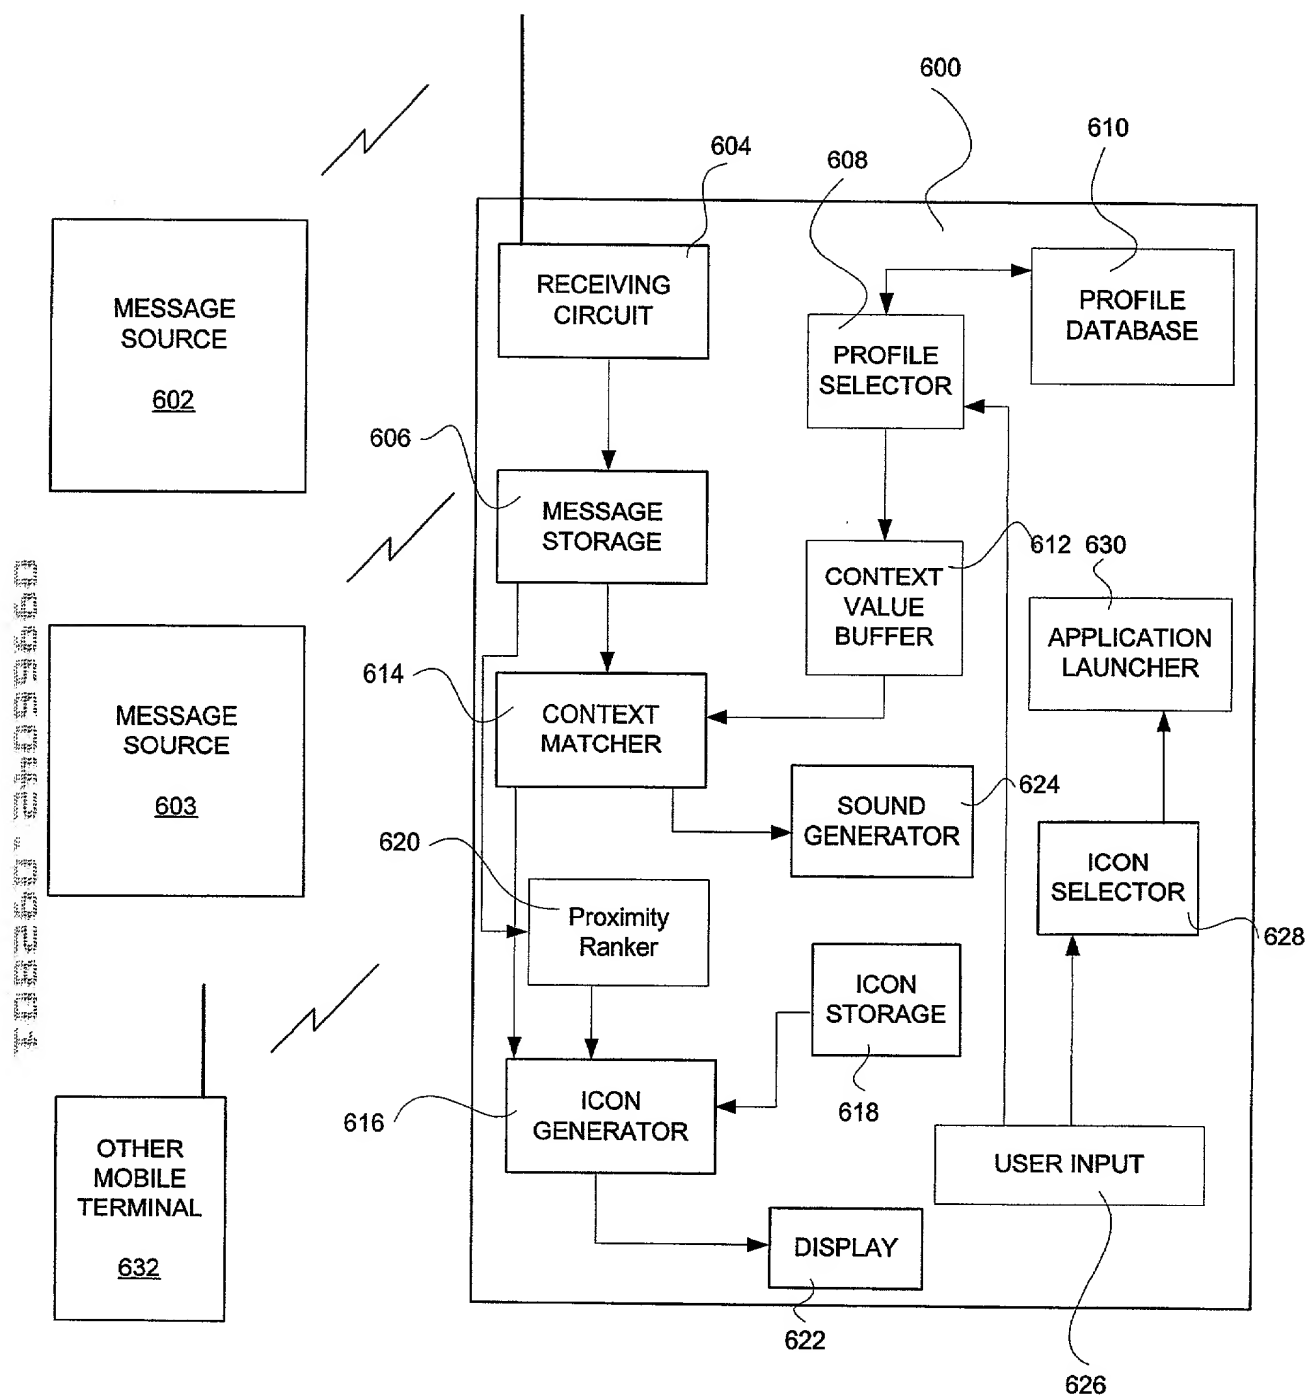 600
604
608
610
MESSAGE
SOURCE
602
RECEIVING
CIRCUIT
PROFILE
SELECTOR
PROFILE
DATABASE
606
MESSAGE
STORAGE
612
630
CONTEXT
VALUE
BUFFER
APPLICATION
LAUNCHER
614
MESSAGE
SOURCE
603
CONTEXT
MATCHER
624
SOUND
GENERATOR
620
ICON
SELECTOR
628
Proximity
Ranker
ICON
STORAGE
618
616
ICON
GENERATOR
OTHER
MOBILE
TERMINAL
632
USER INPUT
DISPLAY
622
626